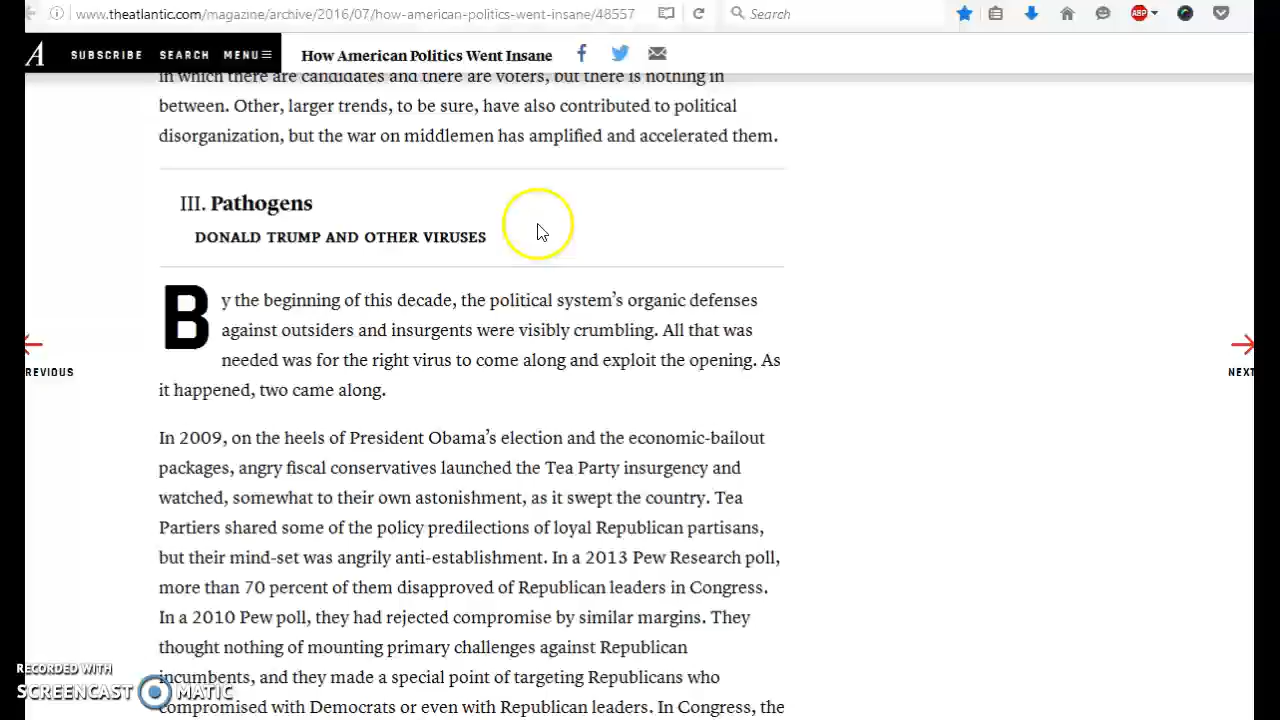 www.theatlantic.com/magazine/archive/2016/07/how-american-politics-went-insane/48557
Search
ABP
A SUBSCRIBE SEARCH MENU How American Politics Went Insane
in which there are candidates and there are voters, but there is nothing in
between. Other, larger trends, to be sure, have also contributed to political
disorganization, but the war on middlemen has amplified and accelerated them.
III. Pathogens
DONALD TRUMP AND OTHER VIRUSES
By the beginning of this decade, the political system's organic defenses
against outsiders and insurgents were visibly crumbling. All that was
needed was for the right virus to come along and exploit the opening. As
it happened, two came along.
REVIOUS
NEXT
In 2009, on the heels of President Obama's election and the economic-bailout
packages, angry fiscal conservatives launched the Tea Party insurgency and
watched, somewhat to their own astonishment, as it swept the country. Tea
Partiers shared some of the policy predilections of loyal Republican partisans,
but their mind-set was angrily anti-establishment. In a 2013 Pew Research poll,
more than 70 percent of them disapproved of Republican leaders in Congress.
In a 2010 Pew poll, they had rejected compromise by similar margins. They
thought nothing of mounting primary challenges against Republican
incumbents, and they made a special point of targeting Republicans who
compromised with Democrats or even with Republican leaders. In Congress, the
RECORDED WITH
SCREENCAST MATIC